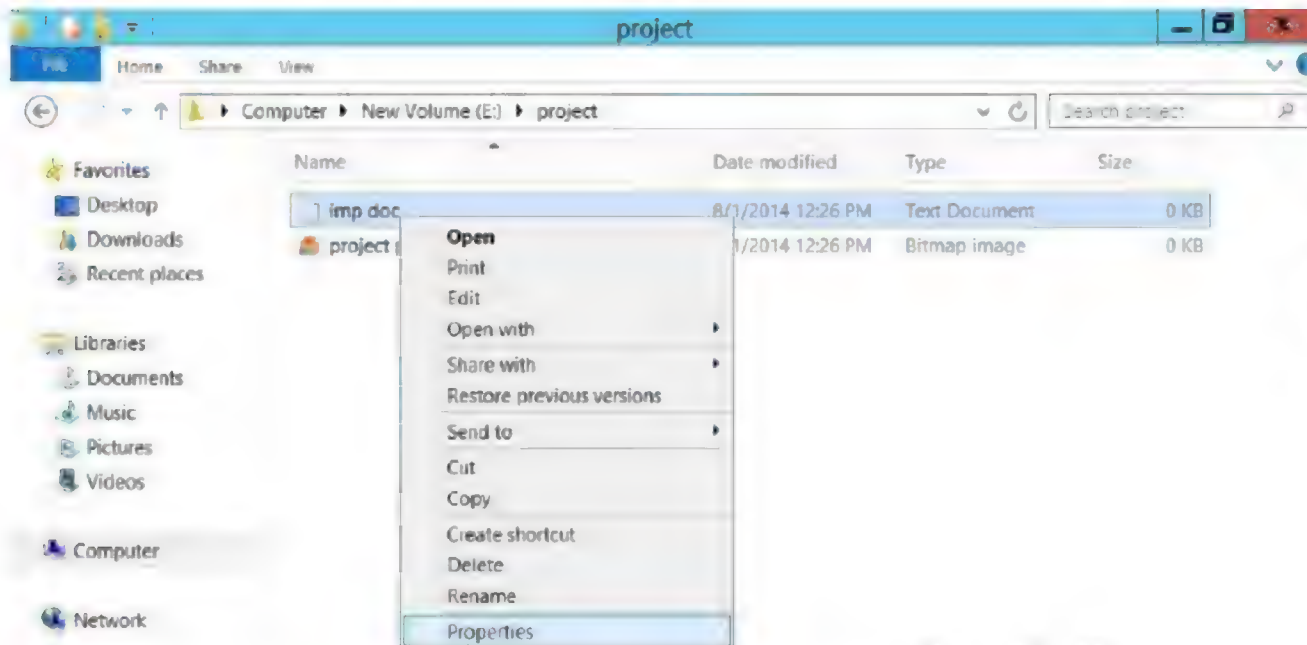 project
File Home Share View
Computer New Volume (E:) project Search project
Name Date modified Type Size
Favorites
Desktop
Downloads
Recent places
Libraries
Documents
Music
Pictures
Videos
Computer
Network
imp doc 8/1/2014 12:26 PM Text Document 0 KB
project 1/2014 12:26 PM Bitmap image 0 KB
Open
Print
Edit
Open with
Share with
Restore previous versions
Send to
Cut
Copy
Create shortcut
Delete
Rename
Properties